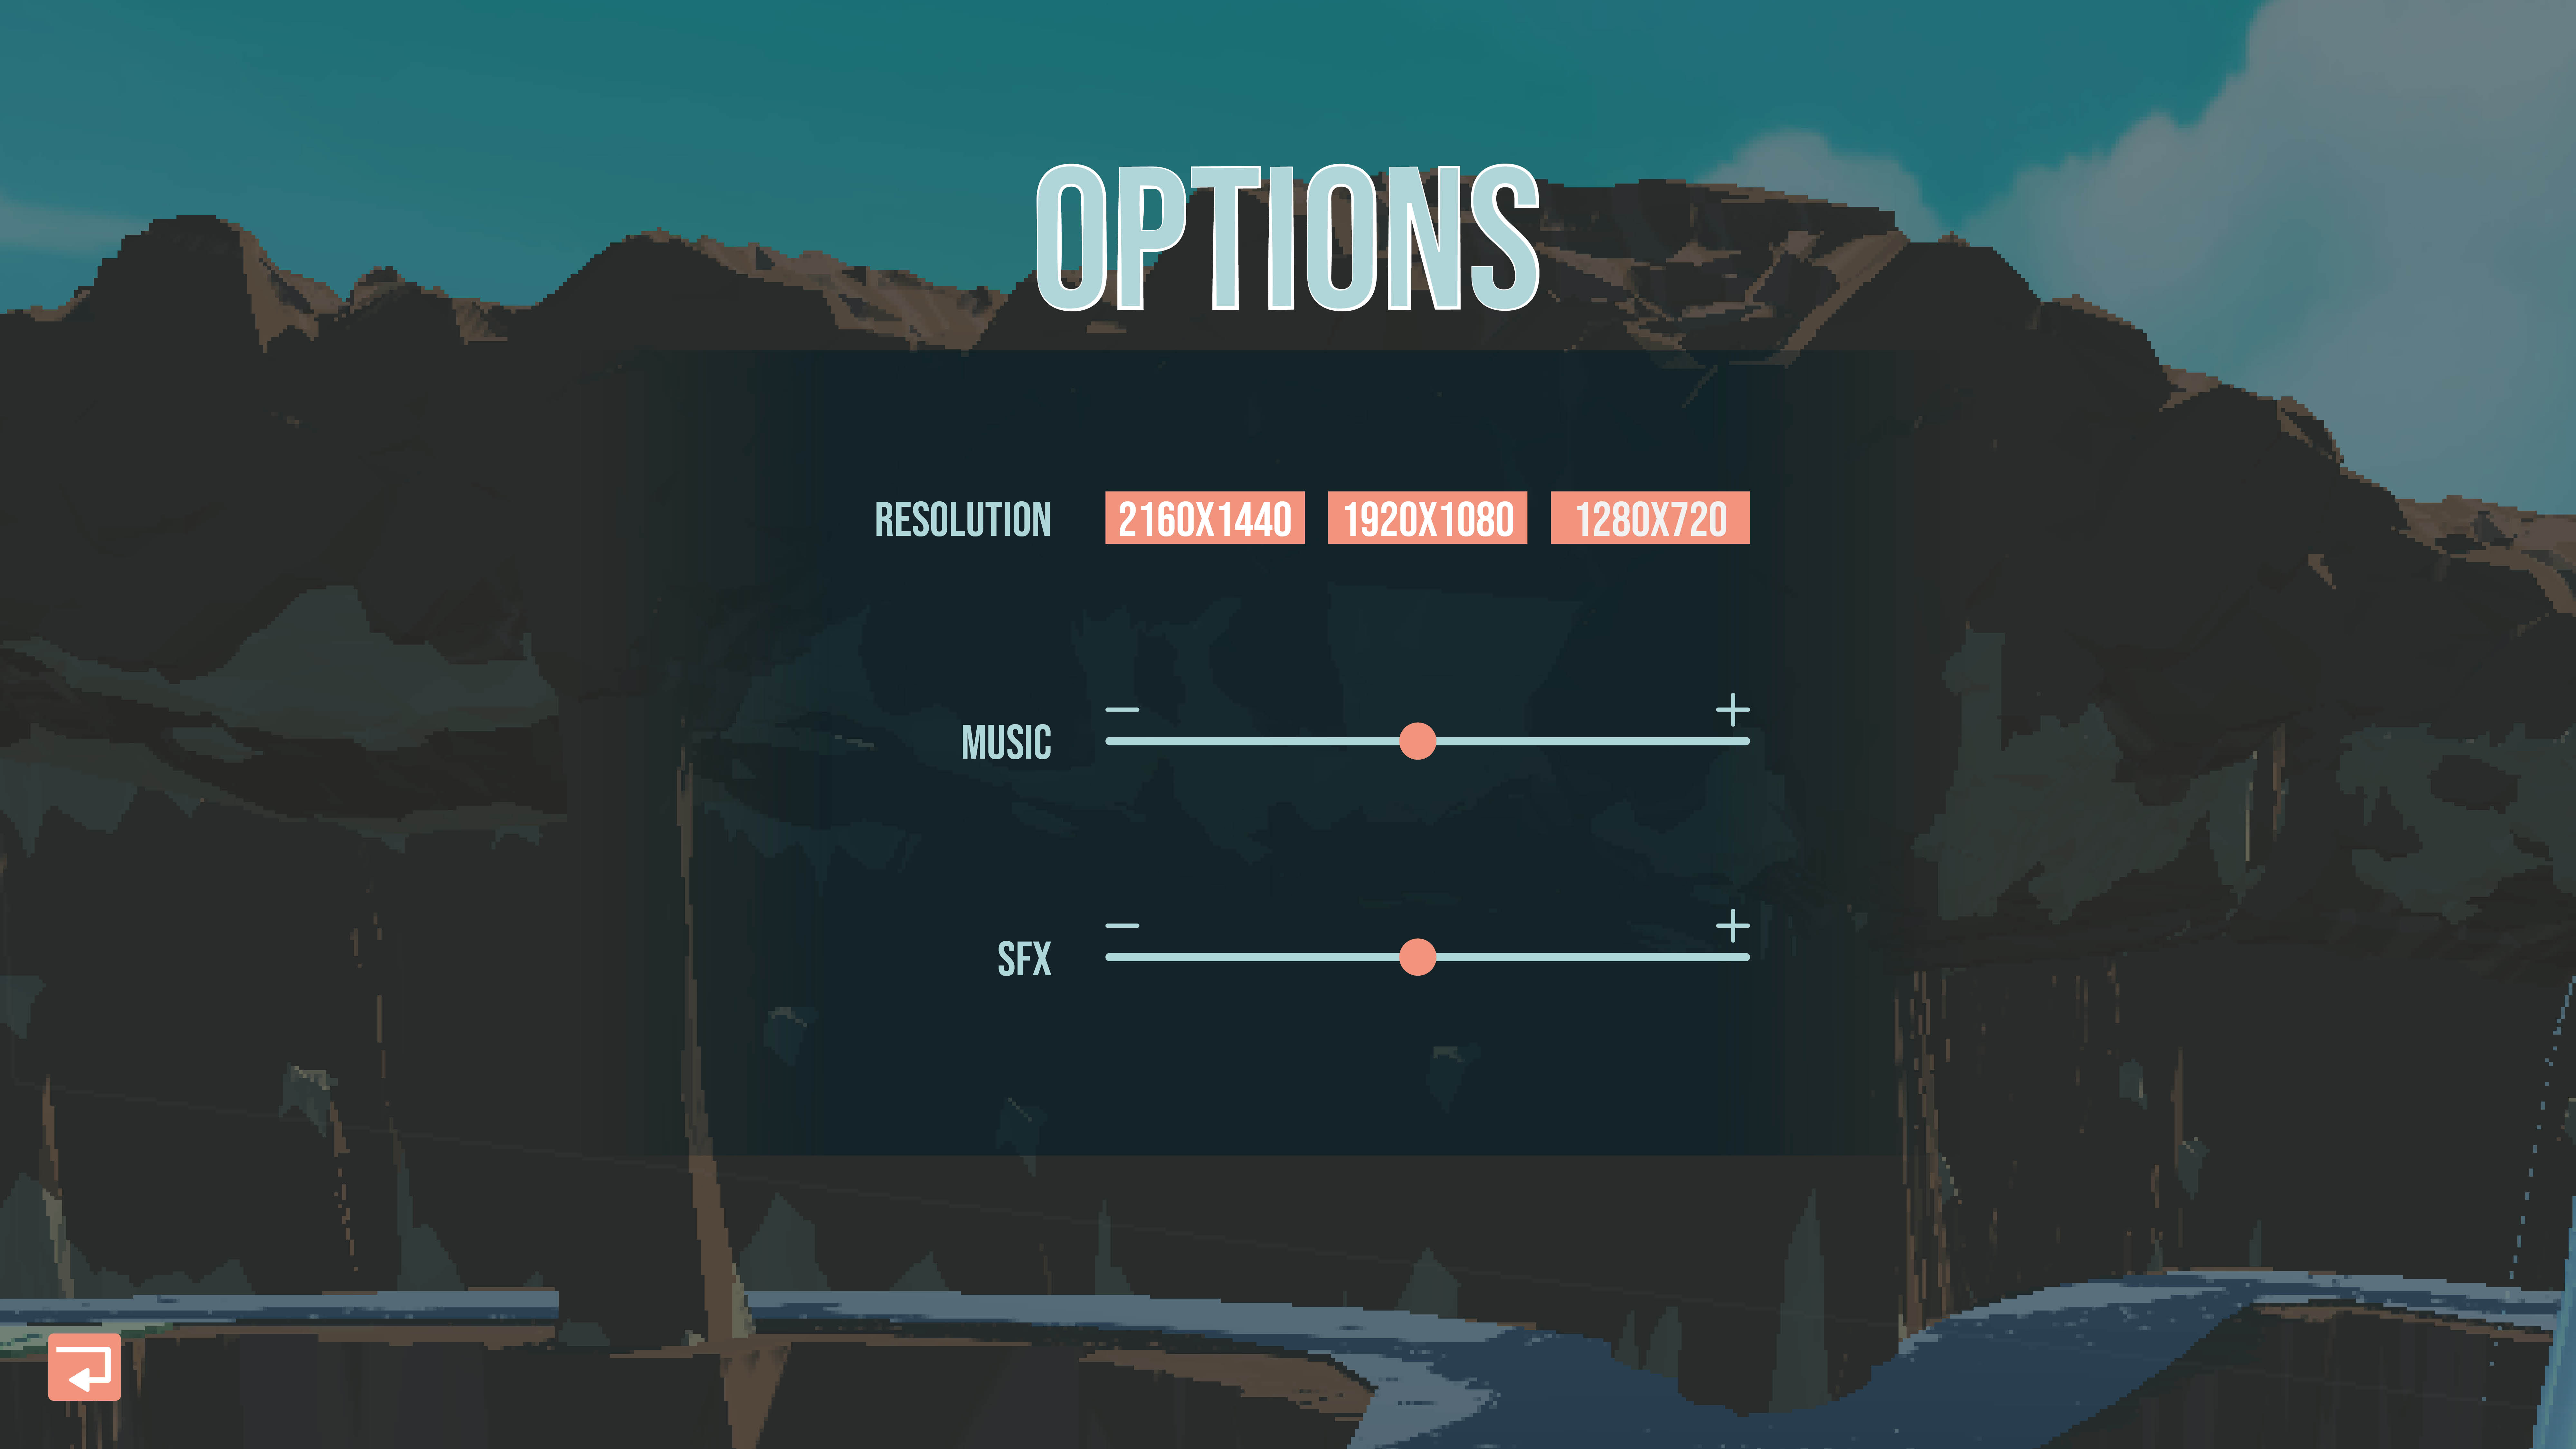 OPTIONS
RESOLUTION 2160X1440 1920X1080 1280X720
− +
MUSIC
− +
SFX